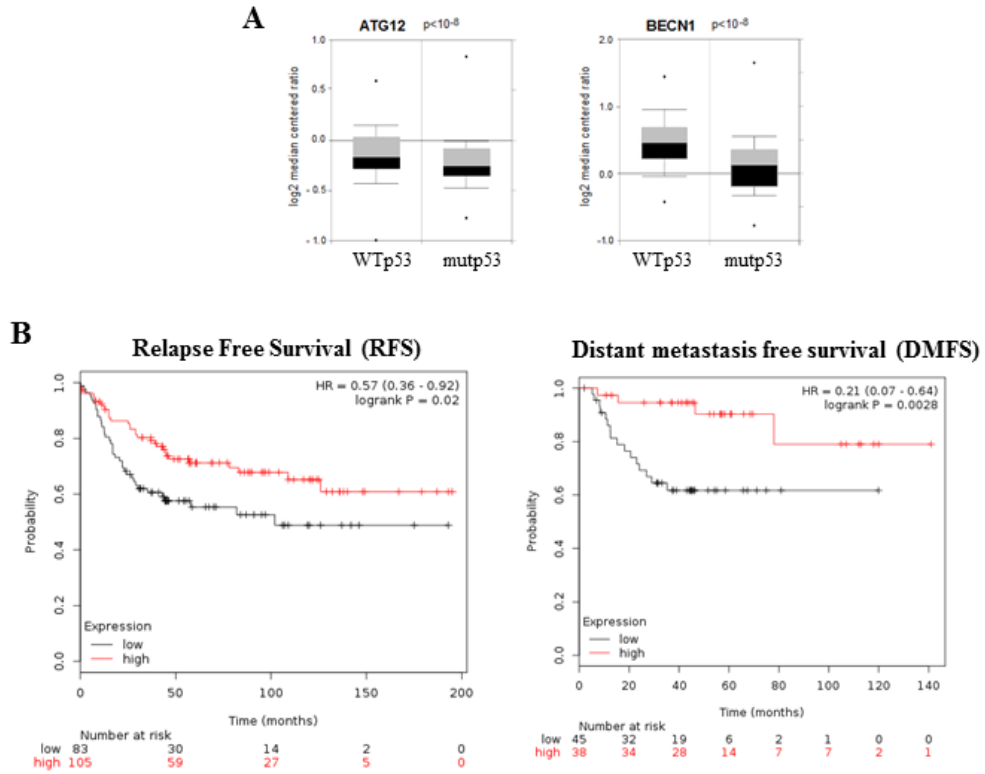 A
ATG12 p<10-8
1.0
0.5
0.0
- 0.5
- 1.0
log2 median centered ratio
WTp53 mutp53
BECN1 p<10-8
2.0
1.0
0.0
-1.0
log2 median centered ratio
WTp53 mutp53
B
Relapse Free Survival (RFS)
HR = 0.57 (0.36 - 0.92)
logrank P = 0.02
1.0
0.8
0.6
0.4
0.2
0.0
Probability
Expression
low
high
0 50 100 150 200
Time (months)
Number at risk
low 83 30 14 2 0
high 105 59 27 5 0
Distant metastasis free survival (DMFS)
HR = 0.21 (0.07 - 0.64)
logrank P = 0.0028
1.0
0.8
0.6
0.4
0.2
0.0
Probability
Expression
low
high
0 20 40 60 80 100 120 140
Time (months)
Number at risk
low 45 32 19 6 2 1 0 0
high 38 34 28 14 7 7 2 1